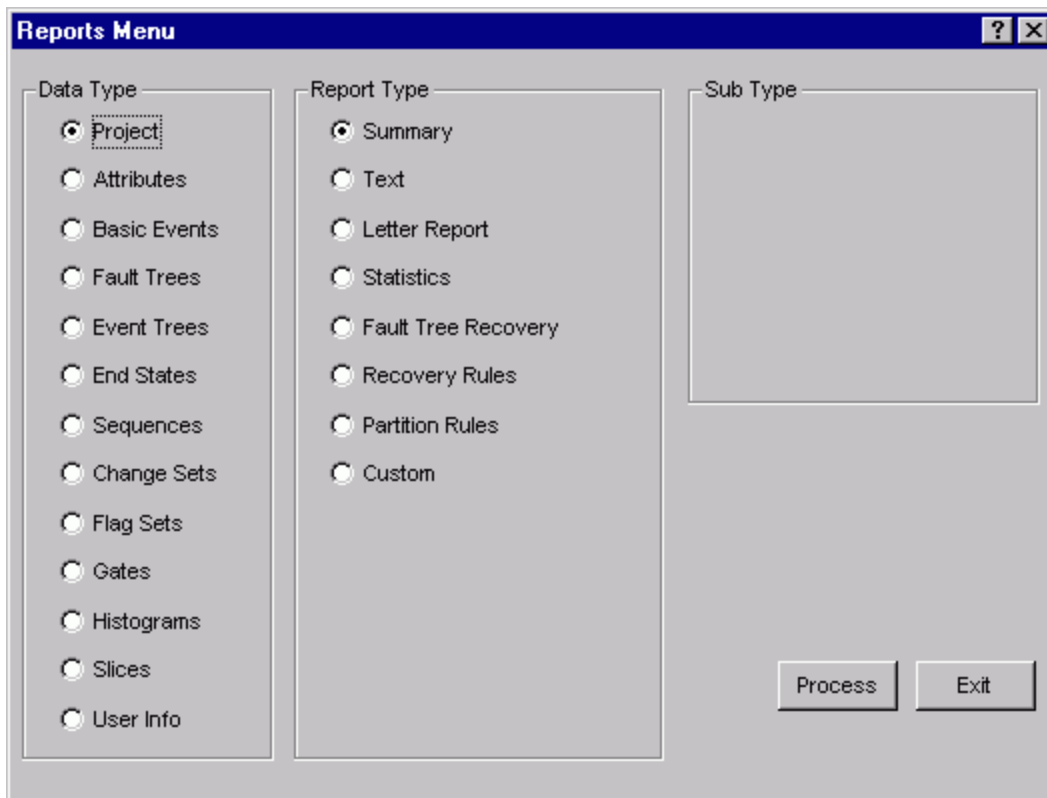 Reports Menu
Data Type
Project
Attributes
Basic Events
Fault Trees
Event Trees
End States
Sequences
Change Sets
Flag Sets
Gates
Histograms
Slices
User Info
Report Type
Summary
Text
Letter Report
Statistics
Fault Tree Recovery
Recovery Rules
Partition Rules
Custom
Sub Type
Process
Exit